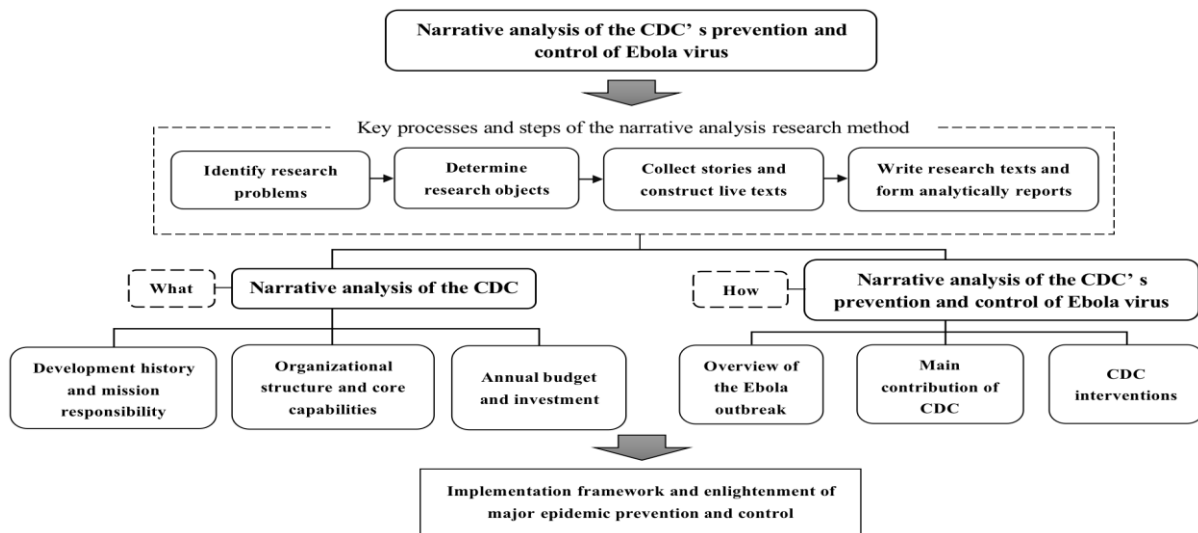 Narrative analysis of the CDC’ s prevention and
control of Ebola virus
Key processes and steps of the narrative analysis research method
Identify research
problems
Determine
research objects
Collect stories and
construct live texts
Write research texts and
form analytically reports
What
Narrative analysis of the CDC
How
Narrative analysis of the CDC’ s
prevention and control of Ebola virus
Development history
and mission
responsibility
Organizational
structure and core
capabilities
Annual budget
and investment
Overview of
the Ebola
outbreak
Main
contribution of
CDC
CDC
interventions
Implementation framework and enlightenment of
major epidemic prevention and control